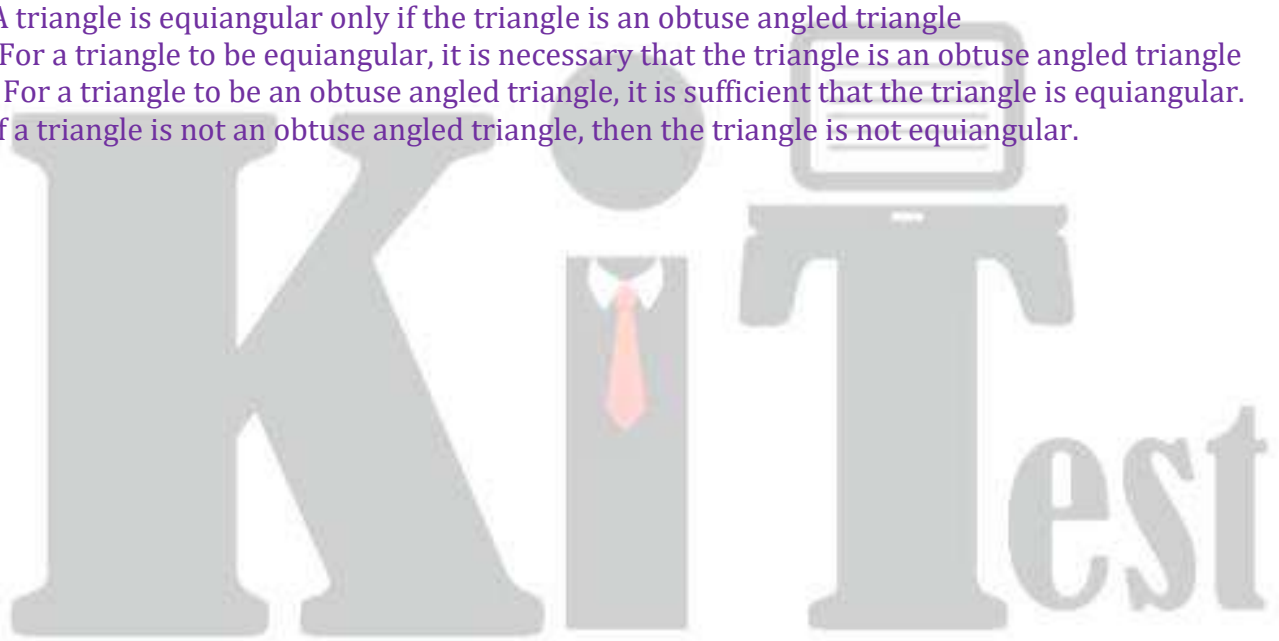 A triangle is equiangular only if the triangle is an obtuse angled triangle
For a triangle to be equiangular, it is necessary that the triangle is an obtuse angled triangle
For a triangle to be an obtuse angled triangle, it is sufficient that the triangle is equiangular.
f a triangle is not an obtuse angled triangle, then the triangle is not equiangular.
KiTest